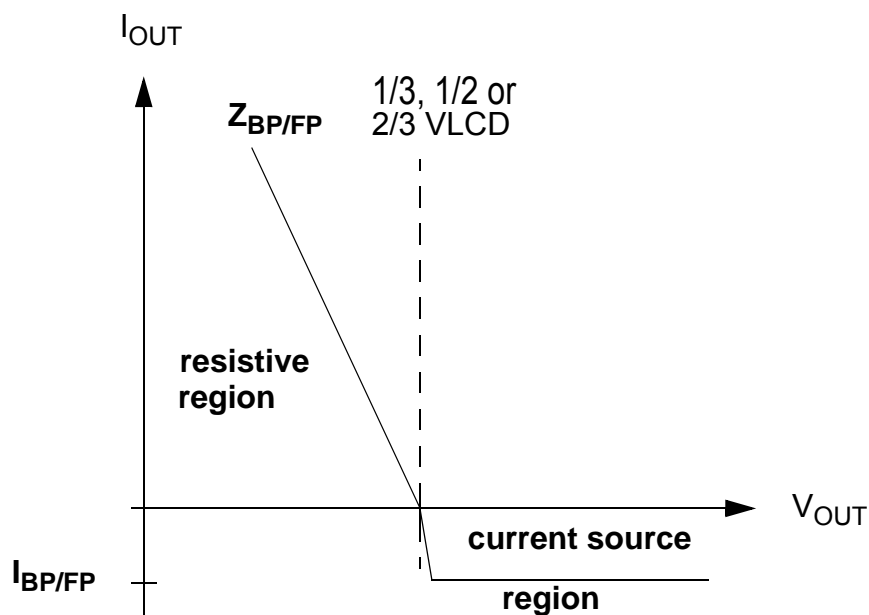 IOUT
1/3, 1/2 or
2/3 VLCD
ZBP/FP
resistive
region
VOUT
current source
IBP/FP
region